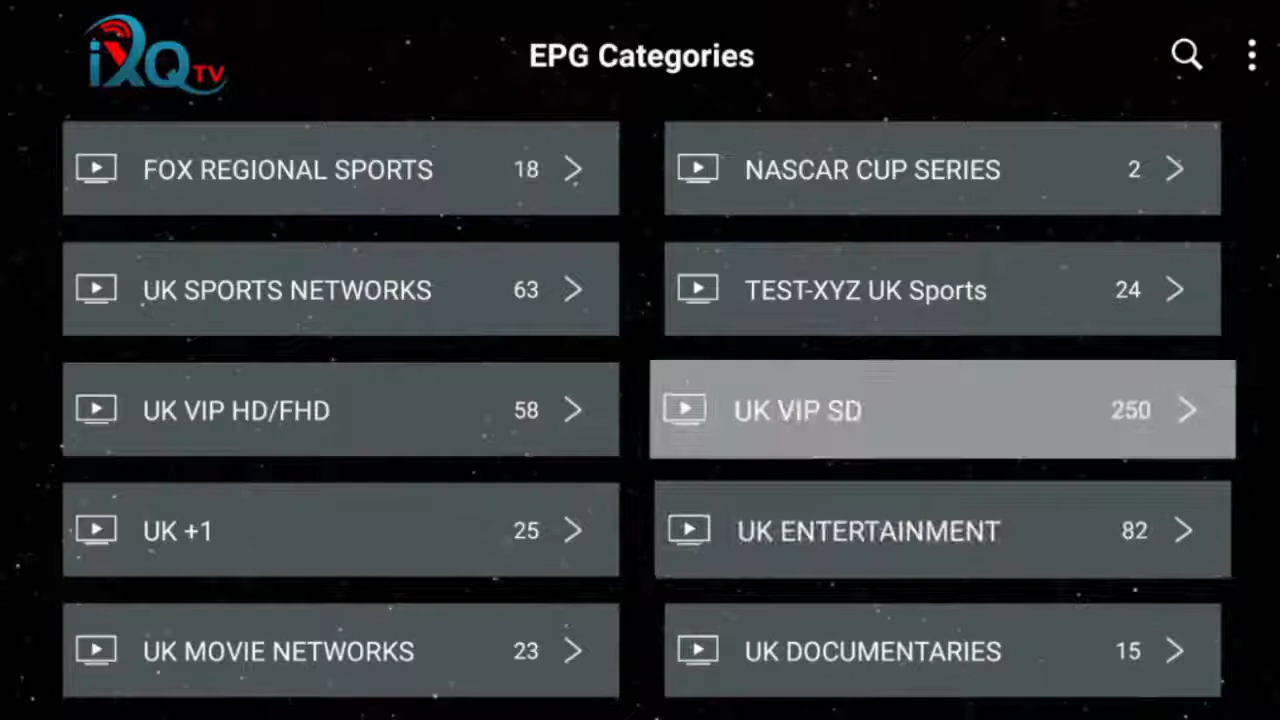 iXQ TV
EPG Categories
FOX REGIONAL SPORTS 18
NASCAR CUP SERIES 2
UK SPORTS NETWORKS 63
TEST-XYZ UK Sports 24
UK VIP HD/FHD 58
UK VIP SD 250
UK +1 25
UK ENTERTAINMENT 82
UK MOVIE NETWORKS 23
UK DOCUMENTARIES 15